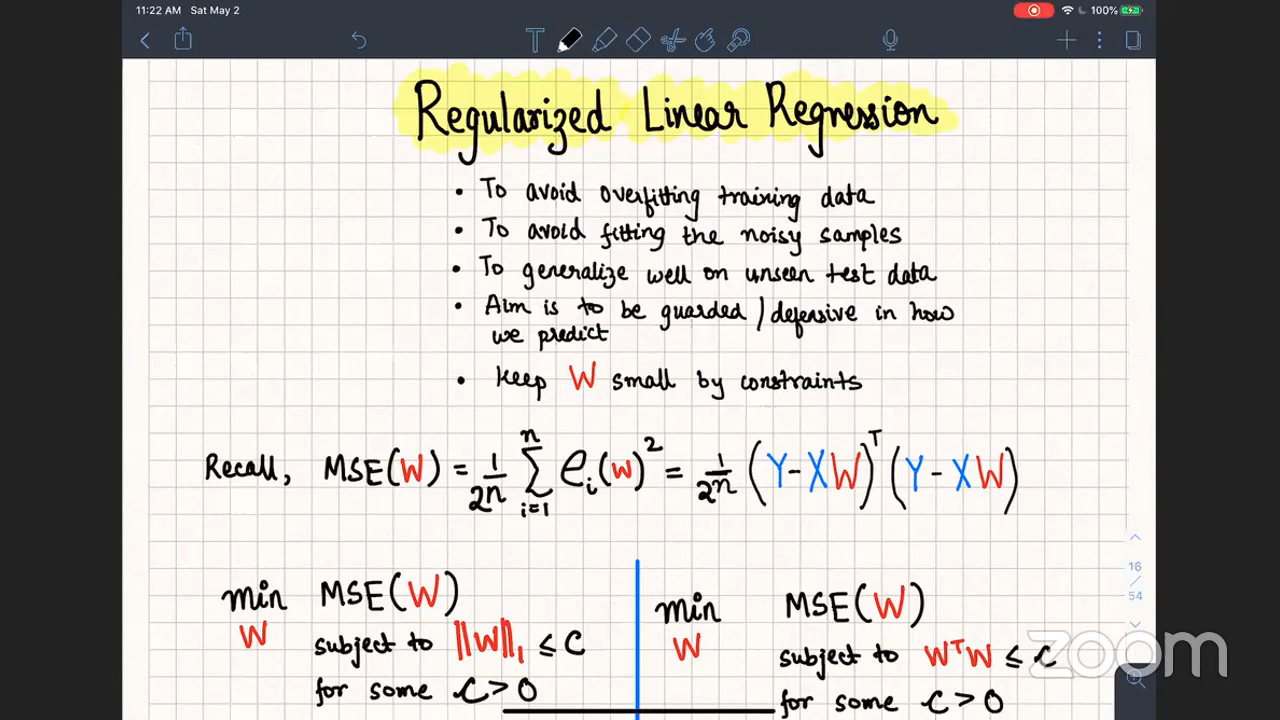 11:22 AM Sat May 2
100%
Regularized Linear Regression
• To avoid overfitting training data
• To avoid fitting the noisy samples
• To generalize well on unseen test data
• Aim is to be guarded / defensive in how
we predict
• Keep W small by constraints
Recall, MSE(W) = 1/2n ∑_{i=1}^{n} e_i(W)^2 = 1/2n (Y - XW)^T (Y - XW)
16
/
54
min_W MSE(W)
subject to ||W||_1 ≤ C
for some C > 0
min_W MSE(W)
subject to W^T W ≤ C
for some C > 0
zoom